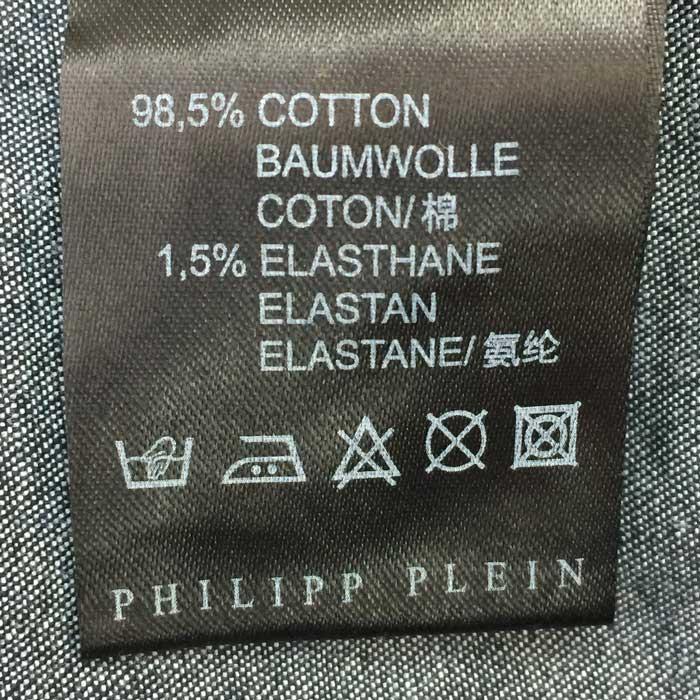 98,5% COTTON
BAUMWOLLE
COTON/棉
1,5% ELASTHANE
ELASTAN
ELASTANE/氨纶
PHILIPP PLEIN